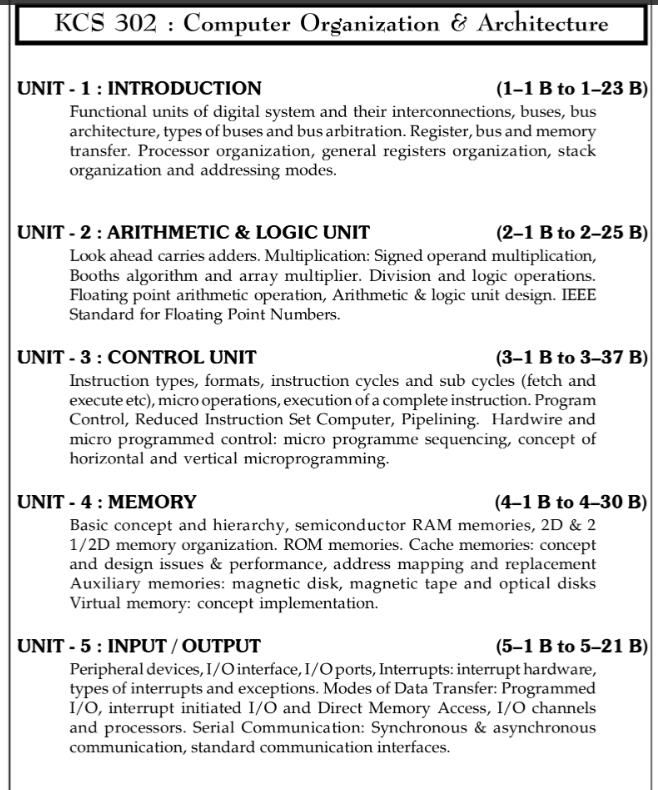 KCS 302 : Computer Organization & Architecture
UNIT - 1 : INTRODUCTION (1–1 B to 1–23 B)
Functional units of digital system and their interconnections, buses, bus
architecture, types of buses and bus arbitration. Register, bus and memory
transfer. Processor organization, general registers organization, stack
organization and addressing modes.
UNIT - 2 : ARITHMETIC & LOGIC UNIT (2–1 B to 2–25 B)
Look ahead carries adders. Multiplication: Signed operand multiplication,
Booths algorithm and array multiplier. Division and logic operations.
Floating point arithmetic operation, Arithmetic & logic unit design. IEEE
Standard for Floating Point Numbers.
UNIT - 3 : CONTROL UNIT (3–1 B to 3–37 B)
Instruction types, formats, instruction cycles and sub cycles (fetch and
execute etc), micro operations, execution of a complete instruction. Program
Control, Reduced Instruction Set Computer, Pipelining. Hardwire and
micro programmed control: micro programme sequencing, concept of
horizontal and vertical microprogramming.
UNIT - 4 : MEMORY (4–1 B to 4–30 B)
Basic concept and hierarchy, semiconductor RAM memories, 2D & 2
1/2D memory organization. ROM memories. Cache memories: concept
and design issues & performance, address mapping and replacement
Auxiliary memories: magnetic disk, magnetic tape and optical disks
Virtual memory: concept implementation.
UNIT - 5 : INPUT / OUTPUT (5–1 B to 5–21 B)
Peripheral devices, I/O interface, I/O ports, Interrupts: interrupt hardware,
types of interrupts and exceptions. Modes of Data Transfer: Programmed
I/O, interrupt initiated I/O and Direct Memory Access, I/O channels
and processors. Serial Communication: Synchronous & asynchronous
communication, standard communication interfaces.